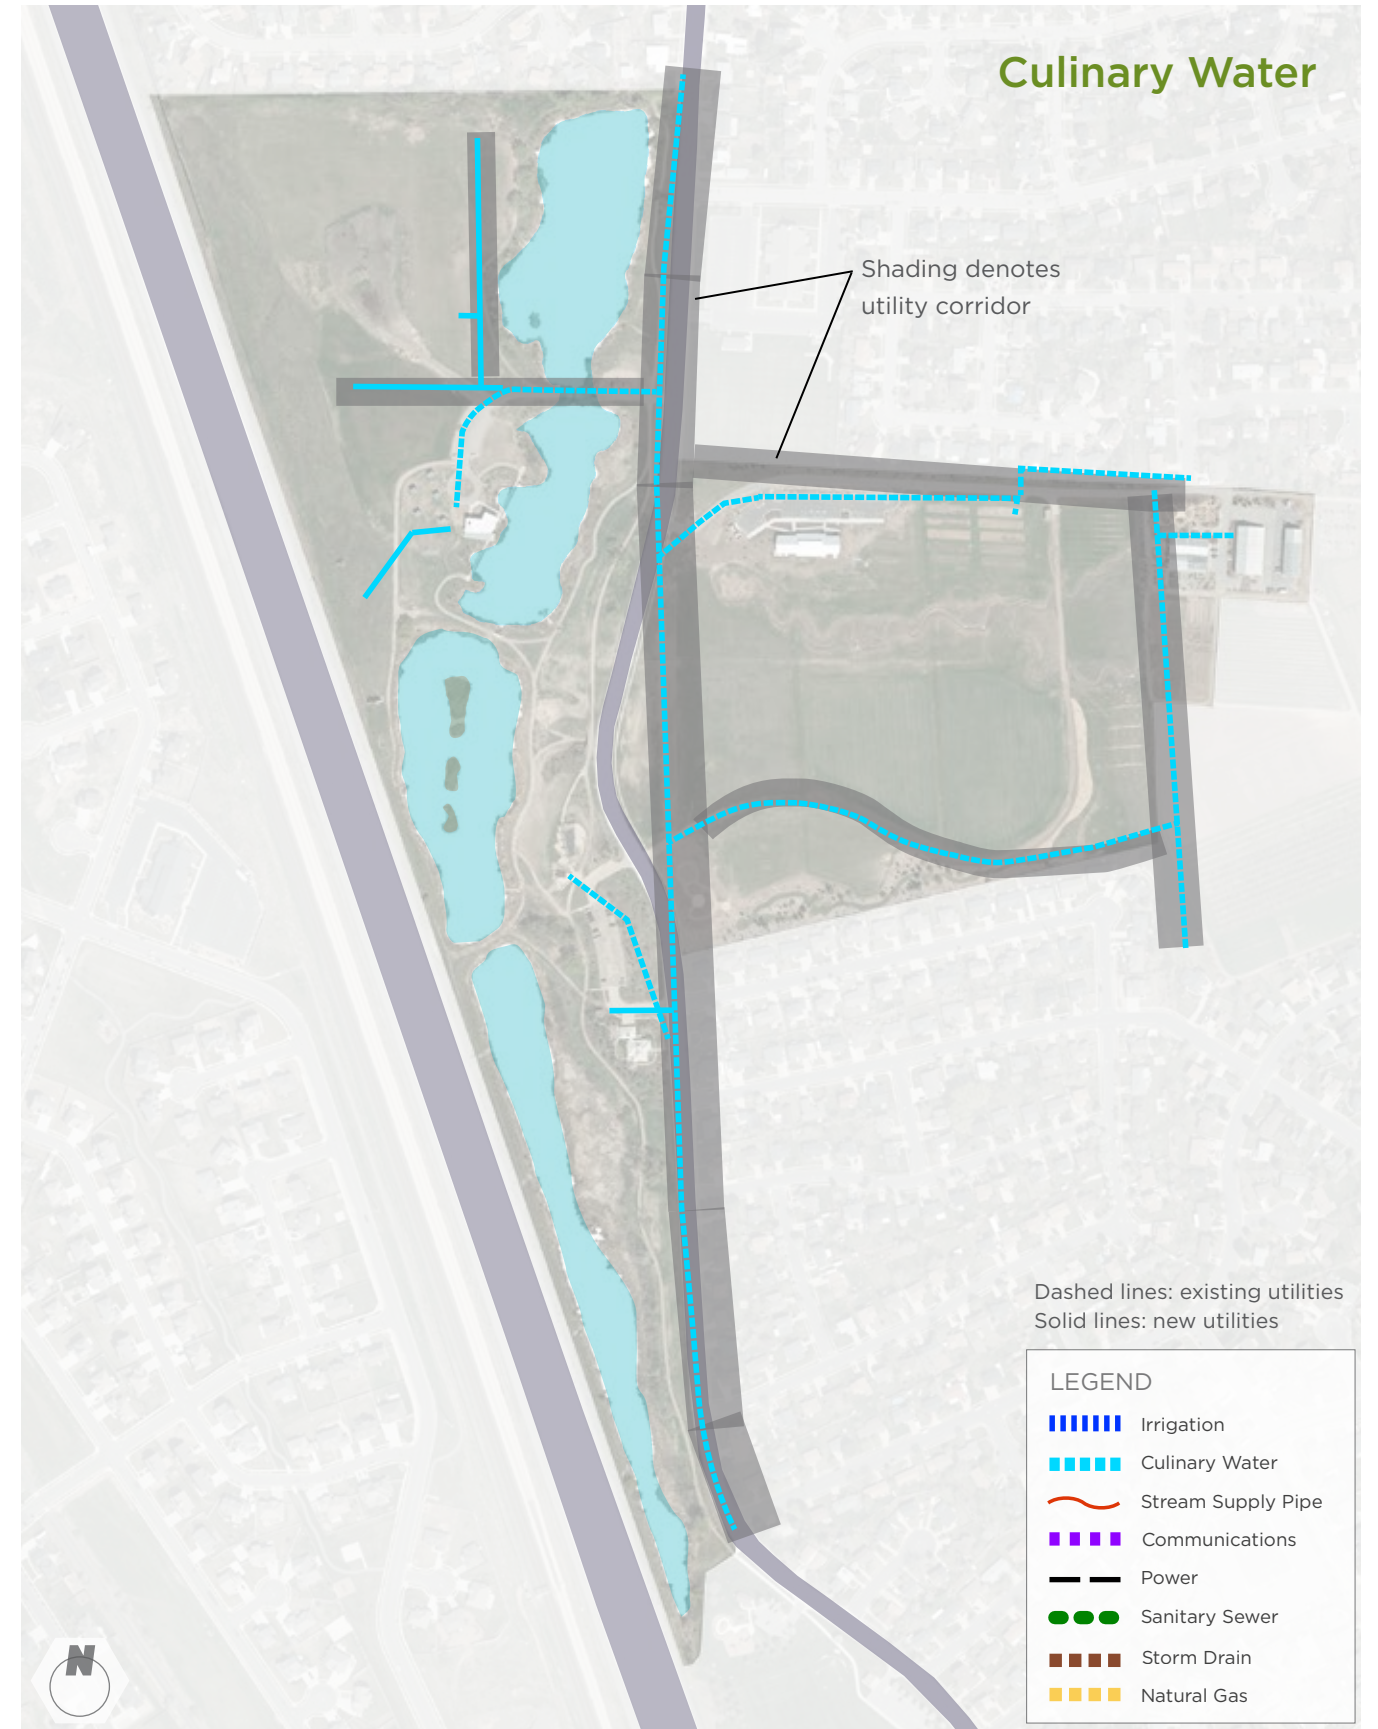 Culinary Water
Shading denotes
utility corridor
Dashed lines: existing utilities
Solid lines: new utilities
LEGEND
Irrigation
Culinary Water
Stream Supply Pipe
Communications
Power
Sanitary Sewer
Storm Drain
Natural Gas
N